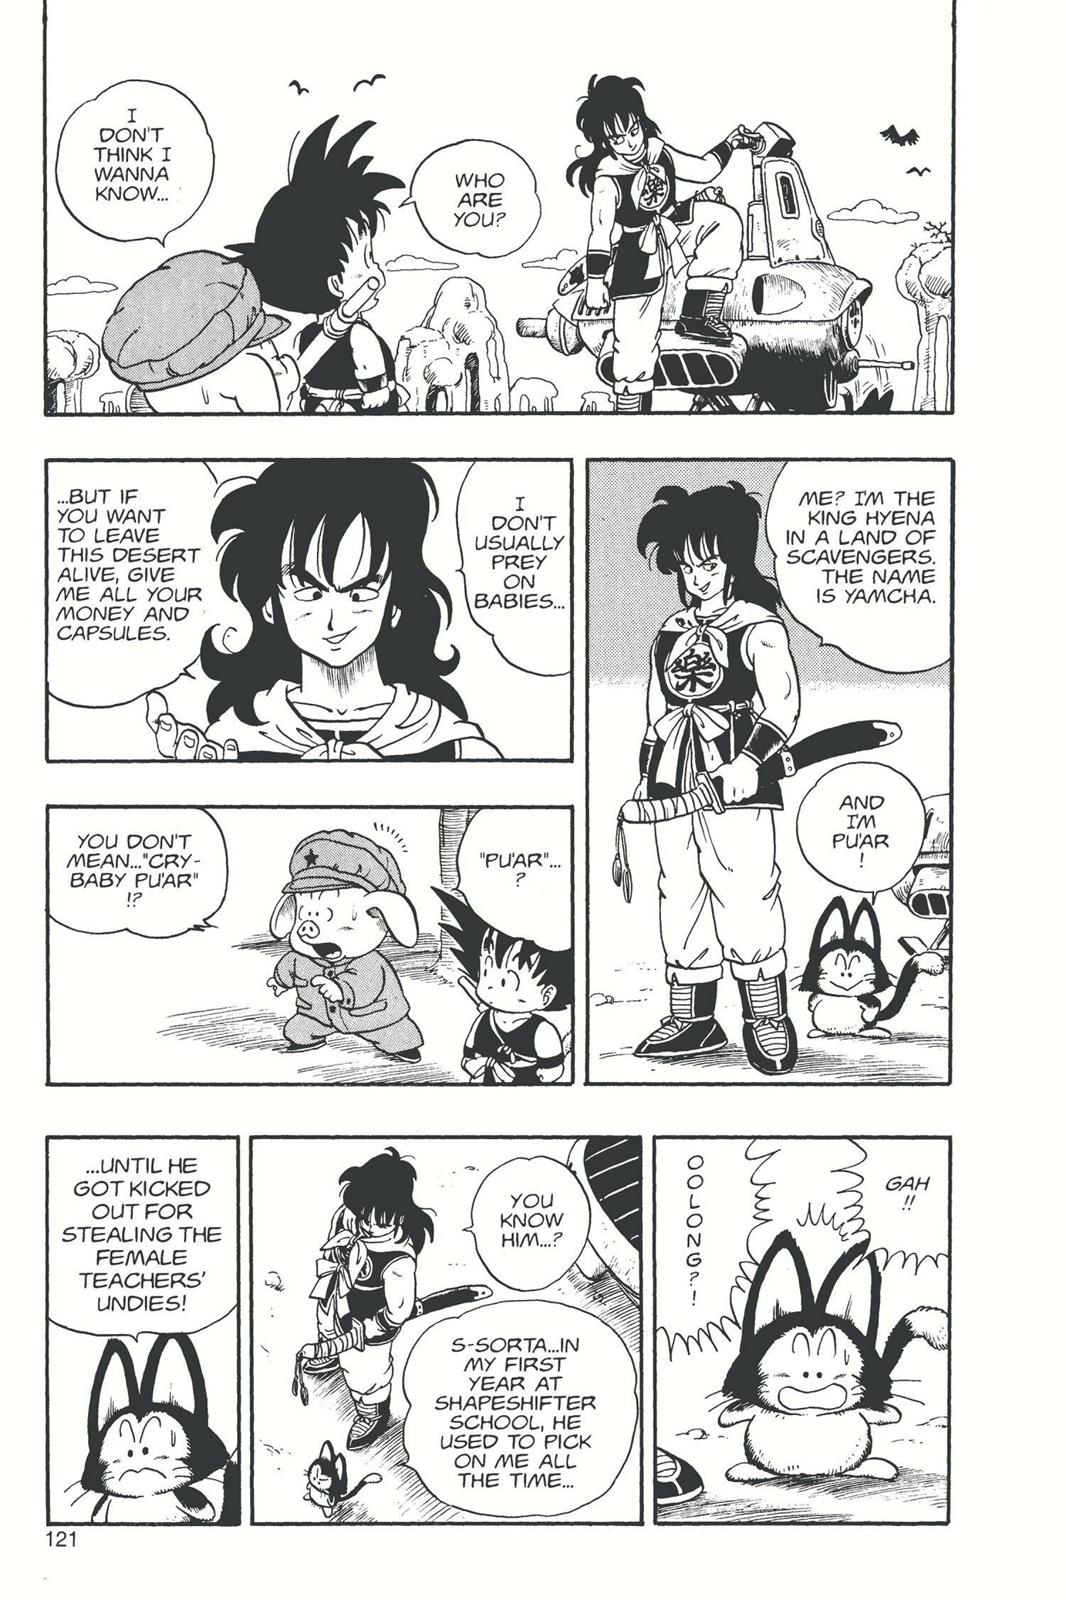 WHO
ARE
YOU?
I
DON'T
THINK I
WANNA
KNOW...
樂
ME? I'M THE
KING HYENA
IN A LAND OF
SCAVENGERS.
THE NAME
IS YAMCHA.
樂
AND
I'M
PU'AR
!
I
DON'T
USUALLY
PREY
ON
BABIES...
...BUT IF
YOU WANT
TO LEAVE
THIS DESERT
ALIVE, GIVE
ME ALL YOUR
MONEY AND
CAPSULES.
"PU'AR"...
?
YOU DON'T
MEAN..."CRY-
BABY PU'AR"
!?
GAH
!!
OOLONG?!
YOU
KNOW
HIM...?
S-SORTA...IN
MY FIRST
YEAR AT
SHAPESHIFTER
SCHOOL, HE
USED TO PICK
ON ME ALL
THE TIME...
...UNTIL HE
GOT KICKED
OUT FOR
STEALING THE
FEMALE
TEACHERS'
UNDIES!
121